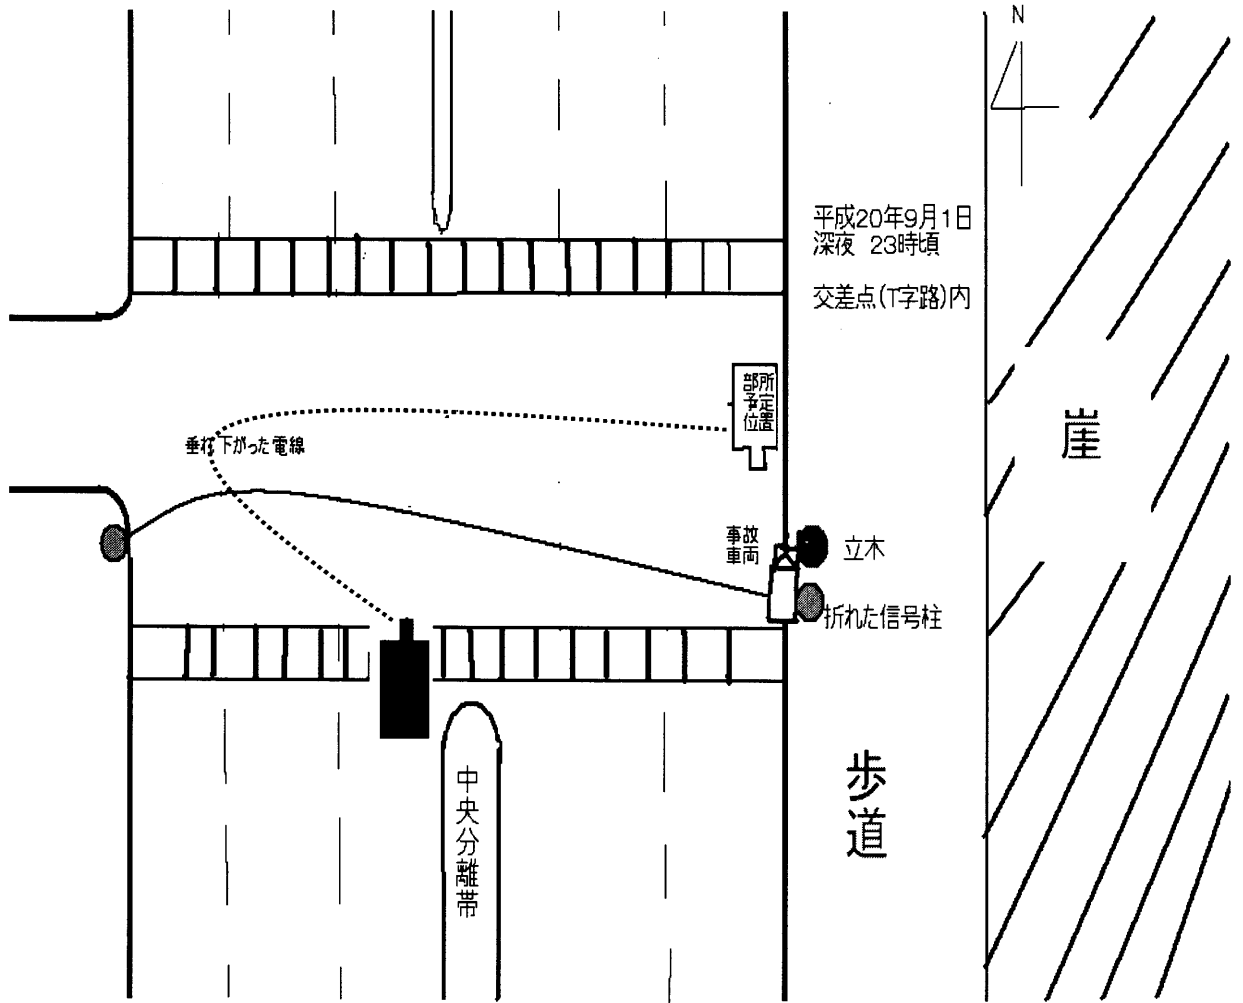 N
平成20年9月1日
深夜 23時頃
交差点(T字路)内
部所
予定
位置
垂れ下がった電線
崖
事故
車両
立木
折れた信号柱
歩道
中央分離帯